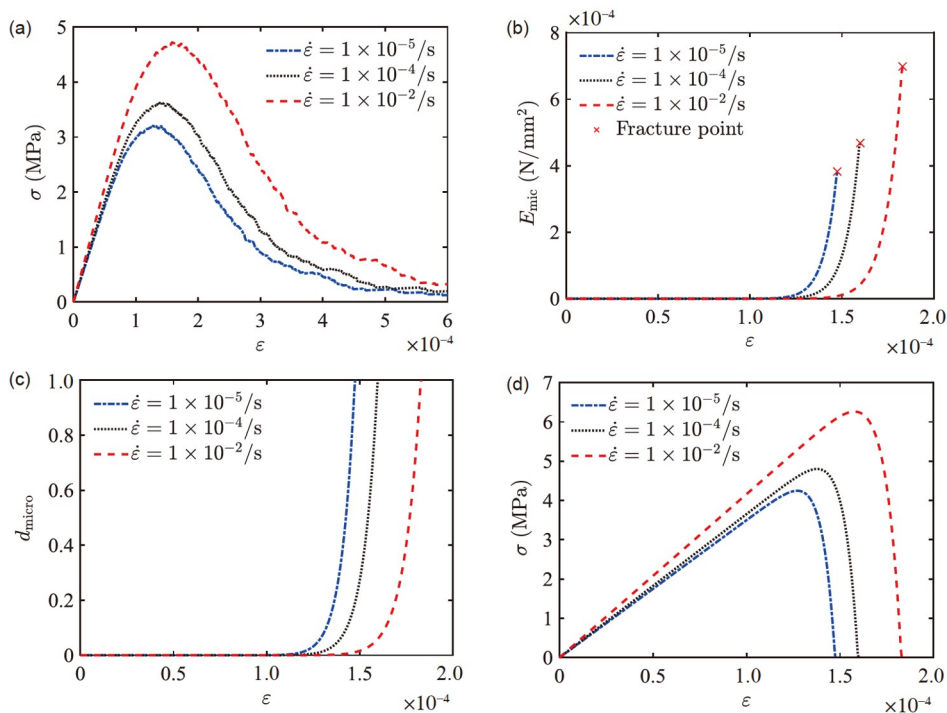 (a)
5
4
3
2
1
0
σ (MPa)
ε̇ = 1 × 10⁻⁵/s
ε̇ = 1 × 10⁻⁴/s
ε̇ = 1 × 10⁻²/s
0 1 2 3 4 5 6
ε
×10⁻⁴
(b)
×10⁻⁴
8
6
4
2
0
E_mic (N/mm²)
ε̇ = 1 × 10⁻⁵/s
ε̇ = 1 × 10⁻⁴/s
ε̇ = 1 × 10⁻²/s
Fracture point
0 0.5 1.0 1.5 2.0
ε
×10⁻⁴
(c)
1.0
0.8
0.6
0.4
0.2
0
d_micro
ε̇ = 1 × 10⁻⁵/s
ε̇ = 1 × 10⁻⁴/s
ε̇ = 1 × 10⁻²/s
0 0.5 1.0 1.5 2.0
ε
×10⁻⁴
(d)
7
6
5
4
3
2
1
0
σ (MPa)
ε̇ = 1 × 10⁻⁵/s
ε̇ = 1 × 10⁻⁴/s
ε̇ = 1 × 10⁻²/s
0 0.5 1.0 1.5 2.0
ε
×10⁻⁴